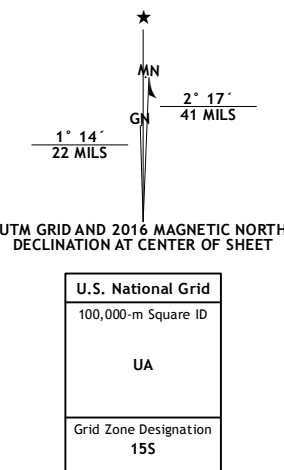 ★
MN
GN
2° 17´
41 MILS
1° 14´
22 MILS
UTM GRID AND 2016 MAGNETIC NORTH
DECLINATION AT CENTER OF SHEET
U.S. National Grid
100,000-m Square ID
UA
Grid Zone Designation
15S